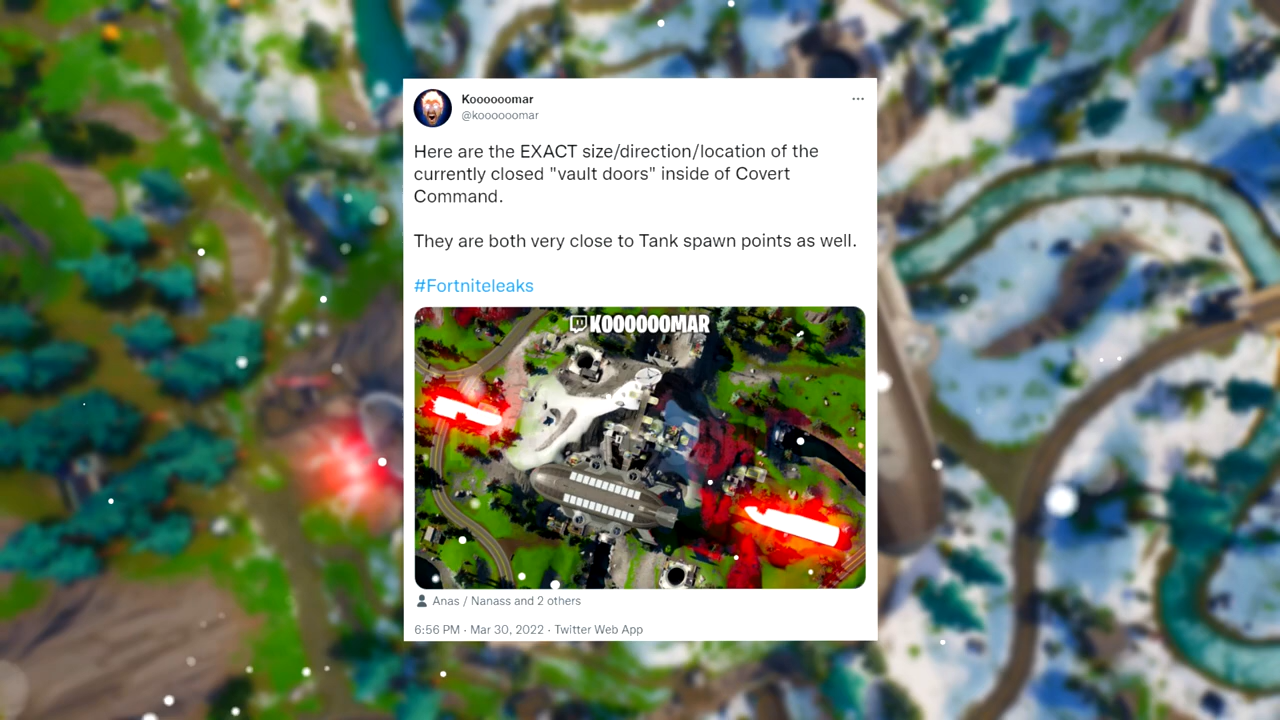 Koooooomar
@koooooomar
Here are the EXACT size/direction/location of the
currently closed "vault doors" inside of Covert
Command.
They are both very close to Tank spawn points as well.
#Fortniteleaks
KOOOOOOMAR
Anas / Nanass and 2 others
6:56 PM · Mar 30, 2022 · Twitter Web App